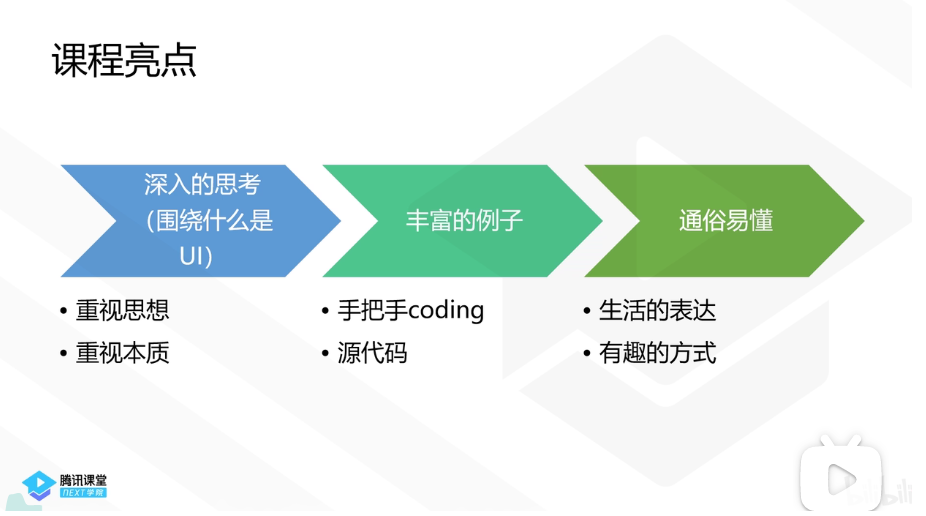 课程亮点
深入的思考
（围绕什么是
UI）
丰富的例子
通俗易懂
• 重视思想
• 重视本质
• 手把手coding
• 源代码
• 生活的表达
• 有趣的方式
腾讯课堂
NEXT学院
bilibili